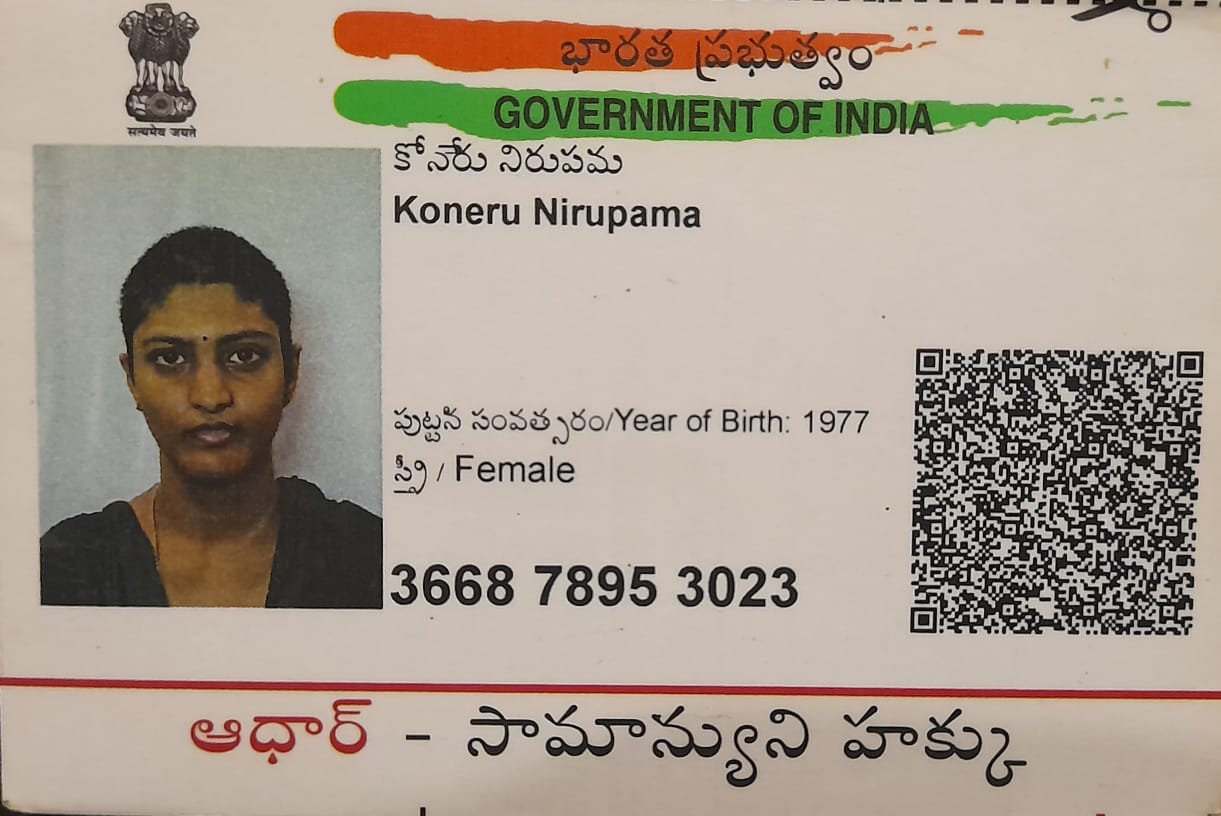 భారత ప్రభుత్వం
GOVERNMENT OF INDIA
सत्यमेव जयते
కోనేరు నిరుపమ
Koneru Nirupama
పుట్టిన సంవత్సరం/Year of Birth: 1977
స్త్రీ / Female
3668 7895 3023
ఆధార్ - సామాన్యుని హక్కు